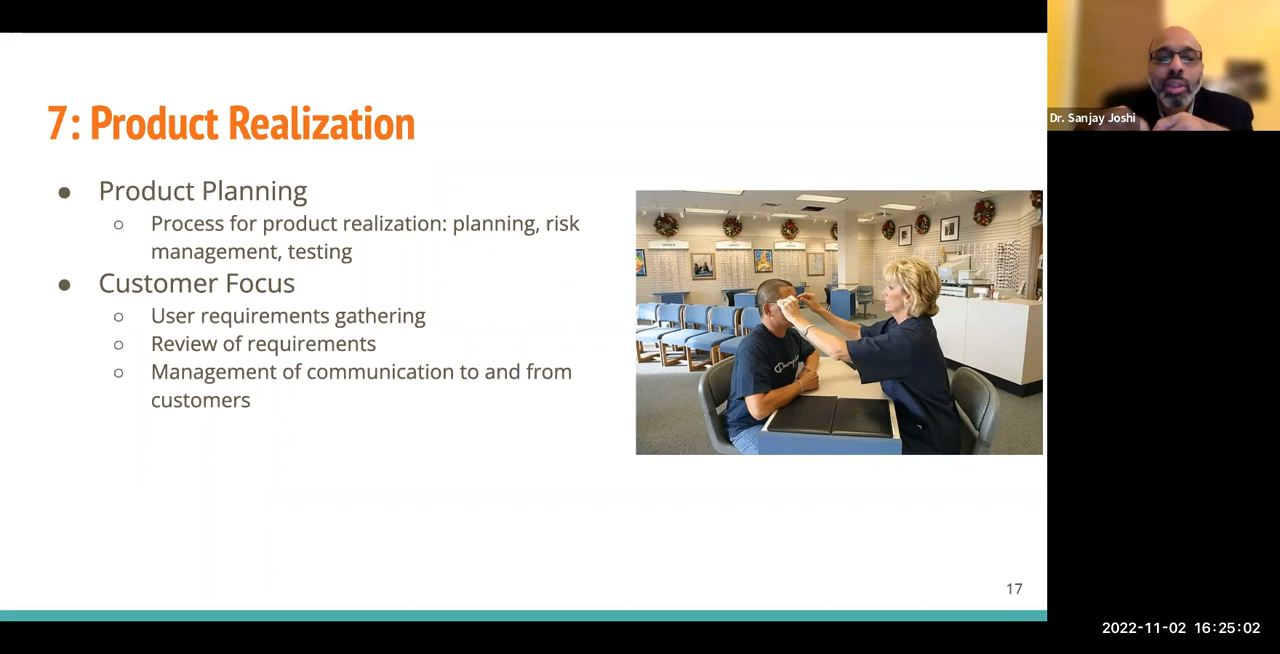 7: Product Realization
● Product Planning
○ Process for product realization: planning, risk
management, testing
● Customer Focus
○ User requirements gathering
○ Review of requirements
○ Management of communication to and from
customers
Champion
17
Dr. Sanjay Joshi
2022-11-02 16:25:02